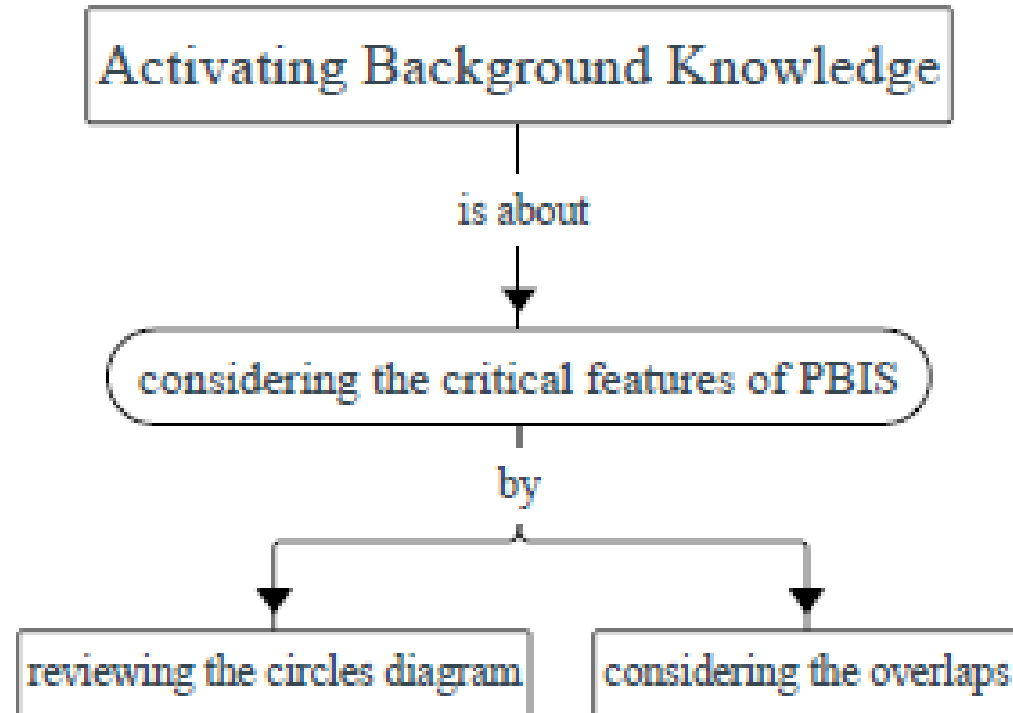 Activating Background Knowledge
is about
considering the critical features of PBIS
by
reviewing the circles diagram
considering the overlaps